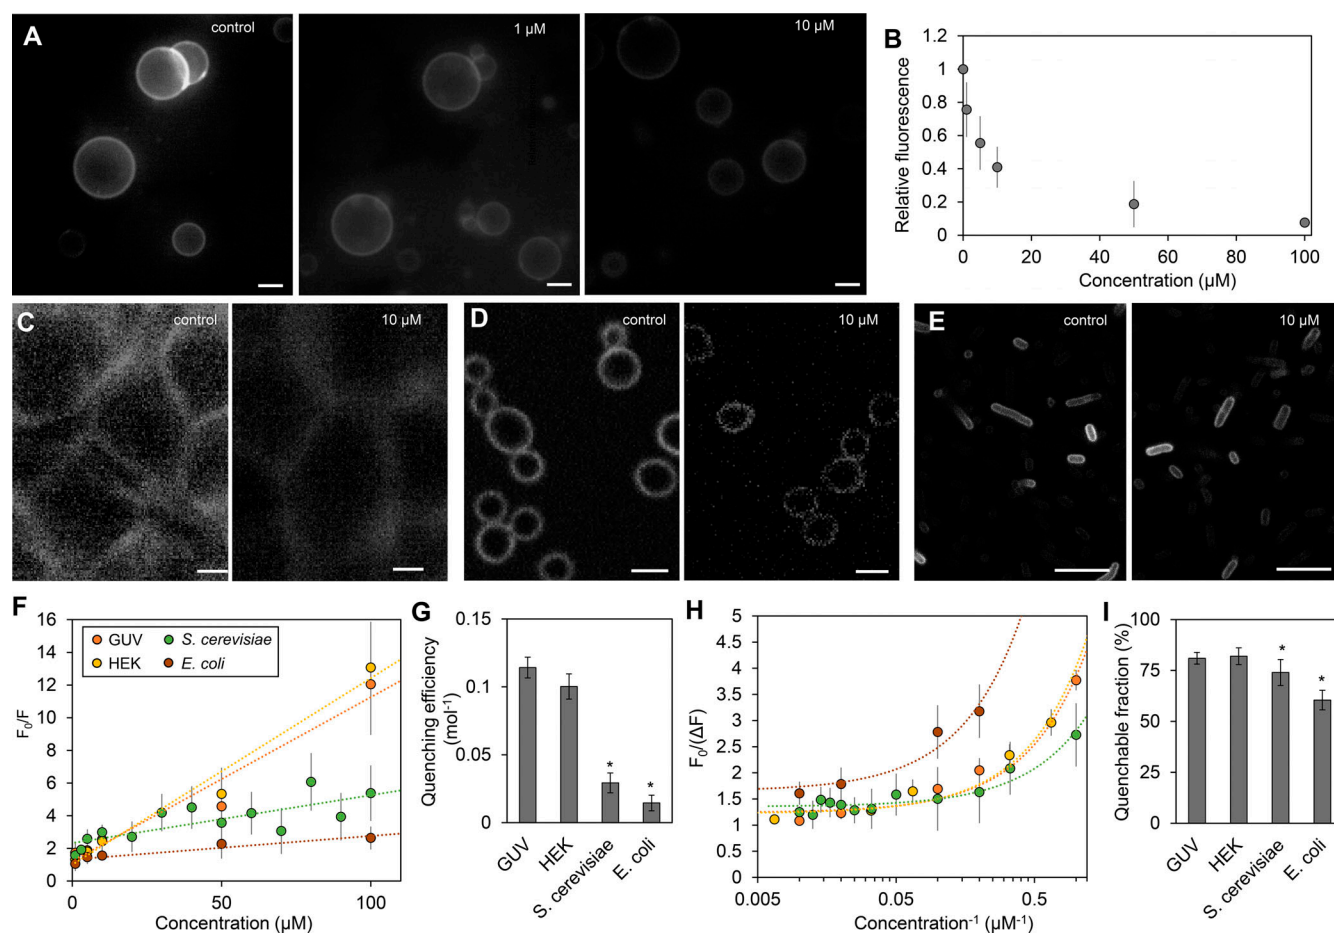 A
control
1 µM
10 µM
B
Relative fluorescence
1.2
1
0.8
0.6
0.4
0.2
0
0
20
40
60
80
100
Concentration (µM)
C
control
10 µM
D
control
10 µM
E
control
10 µM
F
F₀/F
16
14
12
10
8
6
4
2
0
GUV
S. cerevisiae
HEK
E. coli
0
50
100
Concentration (µM)
G
Quenching efficiency
(mol⁻¹)
0.15
0.1
0.05
0
*
*
GUV
HEK
S. cerevisiae
E. coli
H
F₀/(ΔF)
5
4.5
4
3.5
3
2.5
2
1.5
1
0.5
0
0.005
0.05
0.5
Concentration⁻¹ (µM⁻¹)
I
Quenchable fraction (%)
100
75
50
25
0
*
*
GUV
HEK
S. cerevisiae
E. coli